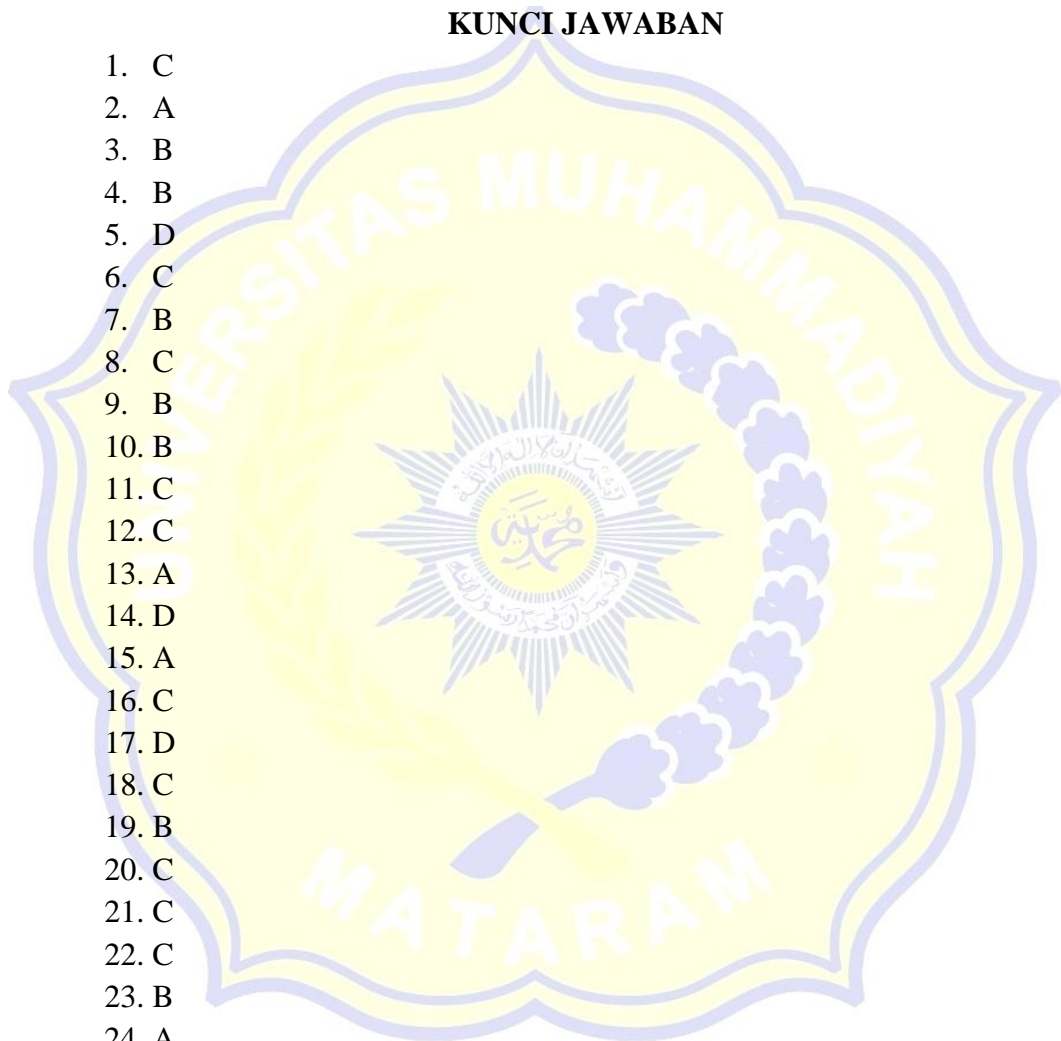 KUNCI JAWABAN
1. C
2. A
3. B
4. B
5. D
6. C
7. B
8. C
9. B
10. B
11. C
12. C
13. A
14. D
15. A
16. C
17. D
18. C
19. B
20. C
21. C
22. C
23. B
24. A
UNIVERSITAS MUHAMMADIYAH
MATARAM